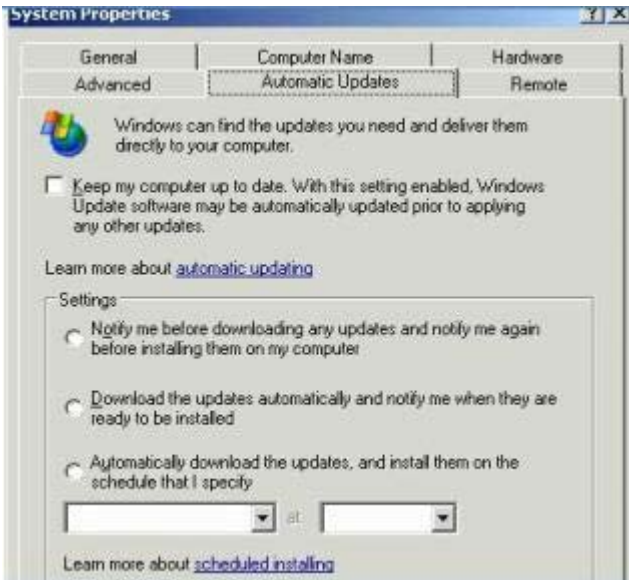 System Properties
General
Computer Name
Hardware
Advanced
Automatic Updates
Remote
Windows can find the updates you need and deliver them
directly to your computer.
Keep my computer up to date. With this setting enabled, Windows
Update software may be automatically updated prior to applying
any other updates.
Learn more about automatic updating
Settings
Notify me before downloading any updates and notify me again
before installing them on my computer
Download the updates automatically and notify me when they are
ready to be installed
Automatically download the updates, and install them on the
schedule that I specify
at
Learn more about scheduled installing